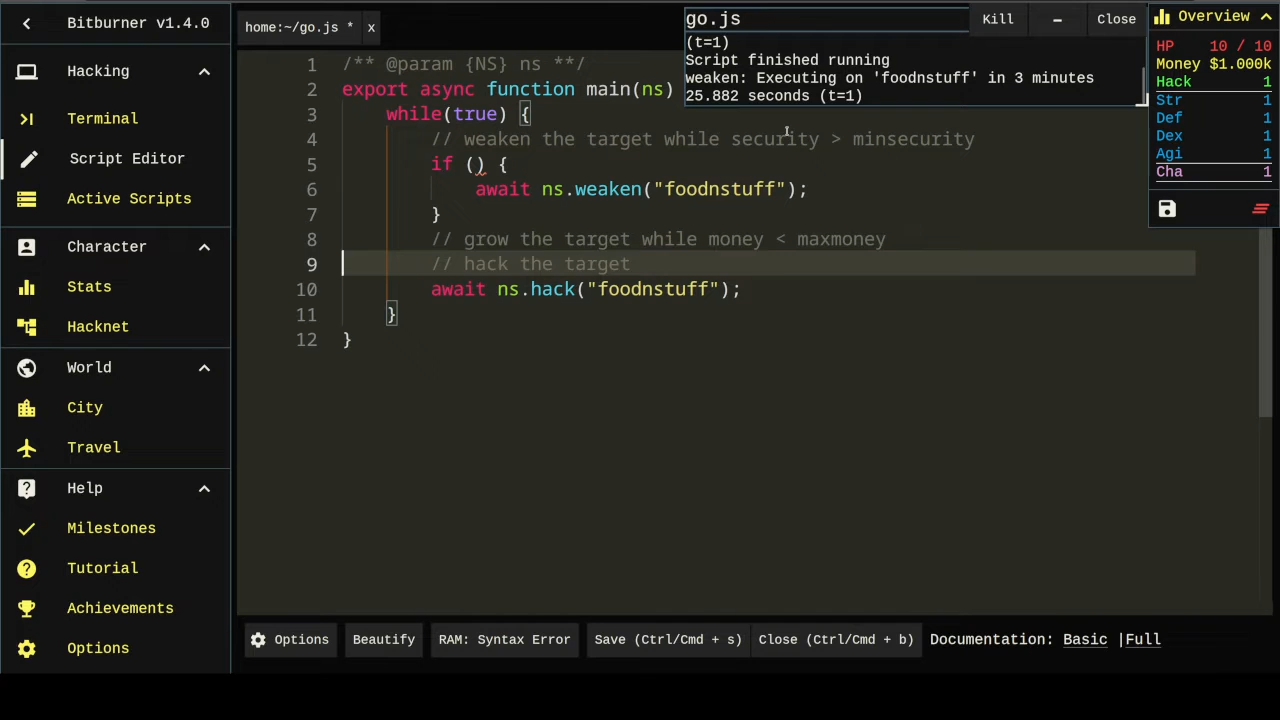 Bitburner v1.4.0
Hacking
Terminal
Script Editor
Active Scripts
Character
Stats
Hacknet
World
City
Travel
Help
Milestones
Tutorial
Achievements
Options
home:~/go.js *
x
1 /** @param {NS} ns **/
2 export async function main(ns)
3 while(true) {
4 // weaken the target while security > minsecurity
5 if () {
6 await ns.weaken("foodnstuff");
7 }
8 // grow the target while money < maxmoney
9 // hack the target
10 await ns.hack("foodnstuff");
11 }
12 }
go.js
Kill
–
Close
(t=1)
Script finished running
weaken: Executing on 'foodnstuff' in 3 minutes
25.882 seconds (t=1)
Overview
HP 10 / 10
Money $1.000k
Hack 1
Str 1
Def 1
Dex 1
Agi 1
Cha 1
Options
Beautify
RAM: Syntax Error
Save (Ctrl/Cmd + s)
Close (Ctrl/Cmd + b)
Documentation: Basic |Full